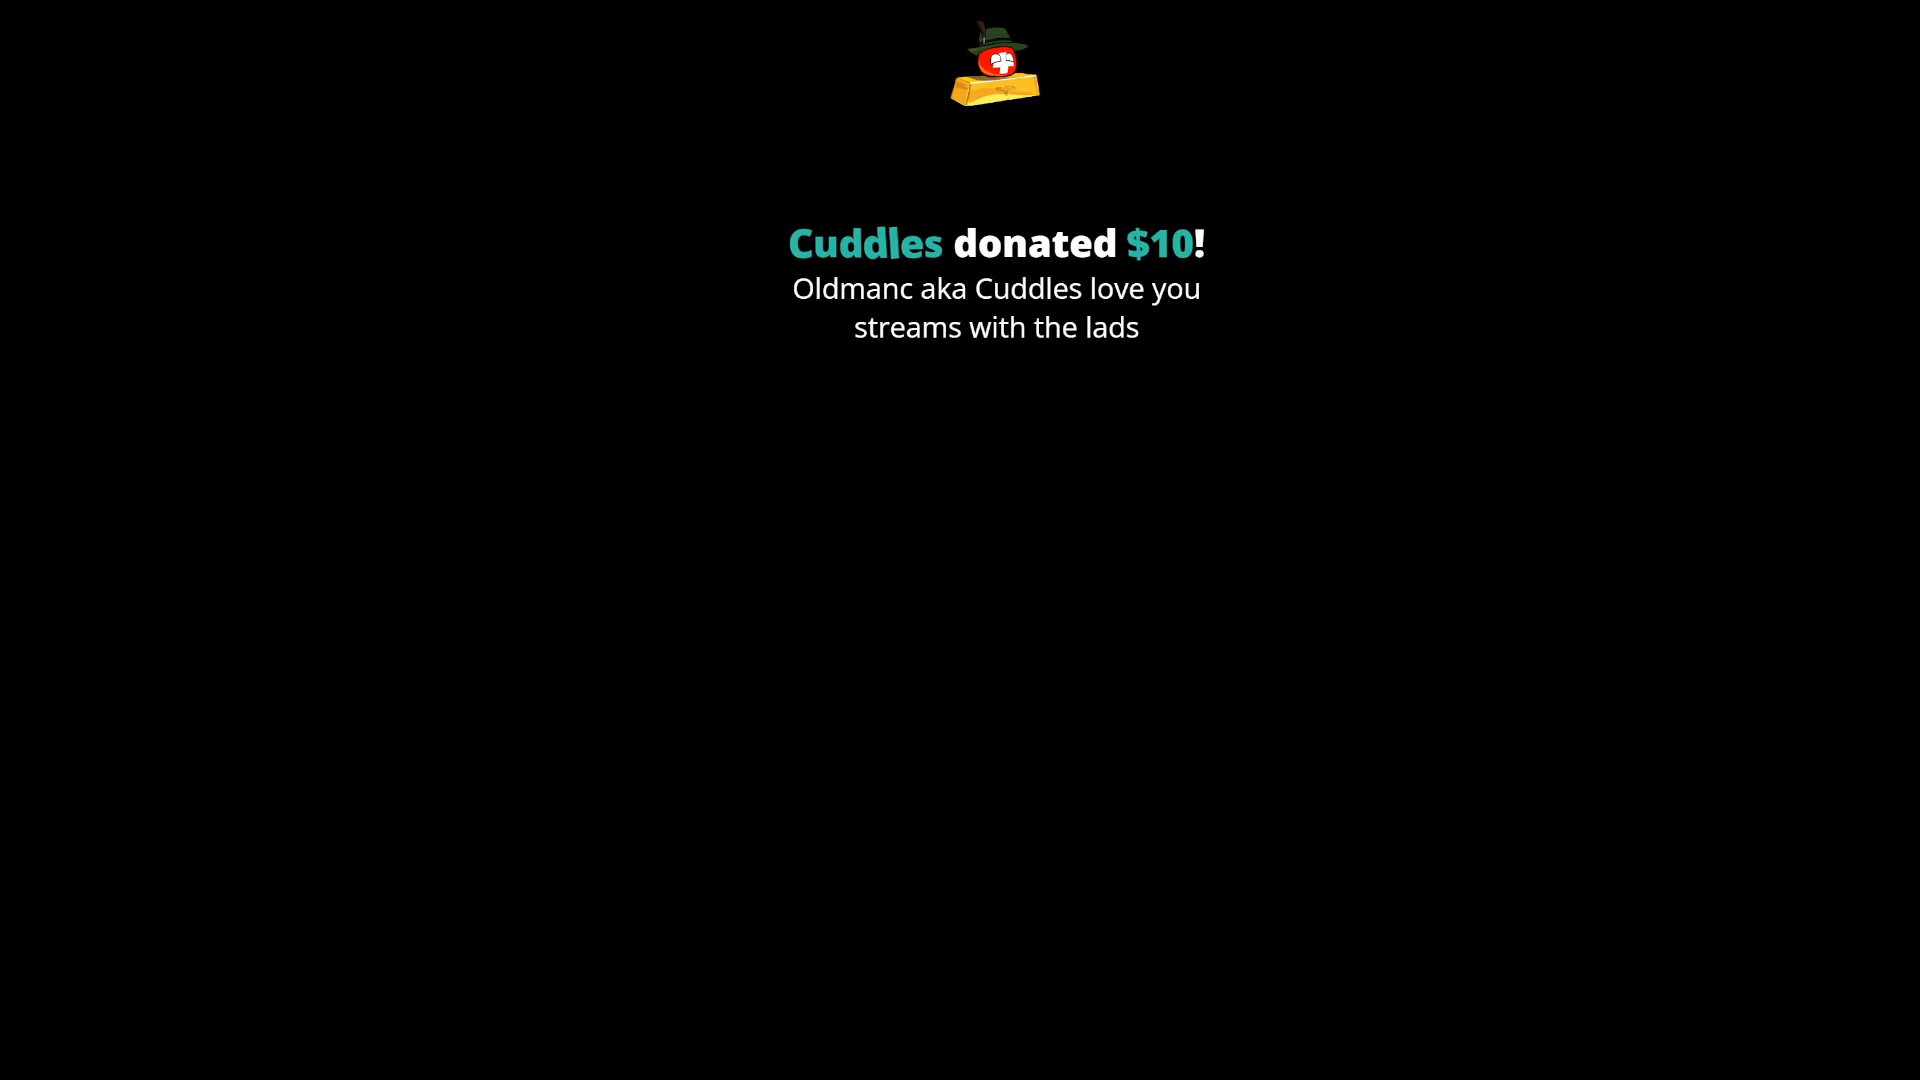 Cuddles donated $10!
Oldmanc aka Cuddles love you
streams with the lads